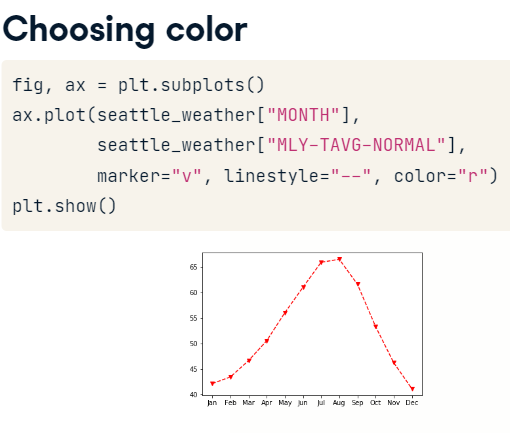 Choosing color
fig, ax = plt.subplots()
ax.plot(seattle_weather["MONTH"],
        seattle_weather["MLY-TAVG-NORMAL"],
        marker="v", linestyle="--", color="r")
plt.show()
65
60
55
50
45
40
Jan Feb Mar Apr May Jun Jul Aug Sep Oct Nov Dec